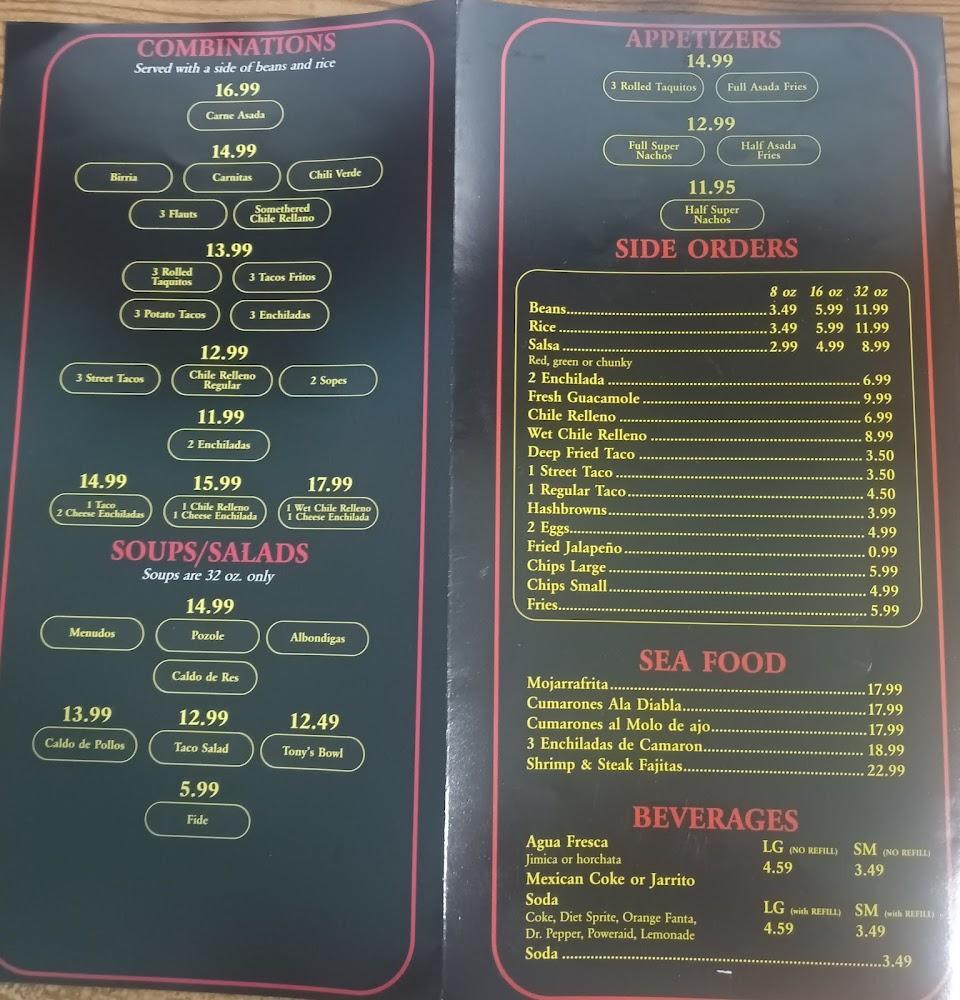 COMBINATIONS
Served with a side of beans and rice
16.99
Carne Asada
14.99
Birria
Carnitas
Chili Verde
3 Flauts
Somethered
Chile Rellano
13.99
3 Rolled
Taquitos
3 Tacos Fritos
3 Potato Tacos
3 Enchiladas
12.99
3 Street Tacos
Chile Relleno
Regular
2 Sopes
11.99
2 Enchiladas
14.99 15.99 17.99
1 Taco
2 Cheese Enchiladas
1 Chile Relleno
1 Cheese Enchilada
1 Wet Chile Relleno
1 Cheese Enchilada
SOUPS/SALADS
Soups are 32 oz. only
14.99
Menudos
Pozole
Albondigas
Caldo de Res
13.99 12.99 12.49
Caldo de Pollos
Taco Salad
Tony's Bowl
5.99
Fide
APPETIZERS
14.99
3 Rolled Taquitos
Full Asada Fries
12.99
Full Super
Nachos
Half Asada
Fries
11.95
Half Super
Nachos
SIDE ORDERS
8 oz 16 oz 32 oz
Beans 3.49 5.99 11.99
Rice 3.49 5.99 11.99
Salsa 2.99 4.99 8.99
Red, green or chunky
2 Enchilada 6.99
Fresh Guacamole 9.99
Chile Relleno 6.99
Wet Chile Relleno 8.99
Deep Fried Taco 3.50
1 Street Taco 3.50
1 Regular Taco 4.50
Hashbrowns 3.99
2 Eggs 4.99
Fried Jalapeño 0.99
Chips Large 5.99
Chips Small 4.99
Fries 5.99
SEA FOOD
Mojarrafrita 17.99
Cumarones Ala Diabla 17.99
Cumarones al Molo de ajo 17.99
3 Enchiladas de Camaron 18.99
Shrimp & Steak Fajitas 22.99
BEVERAGES
Agua Fresca LG (NO REFILL) SM (NO REFILL)
Jimica or horchata 4.59 3.49
Mexican Coke or Jarrito
Soda LG (with REFILL) SM (with REFILL)
Coke, Diet Sprite, Orange Fanta, 4.59 3.49
Dr. Pepper, Poweraid, Lemonade
Soda 3.49